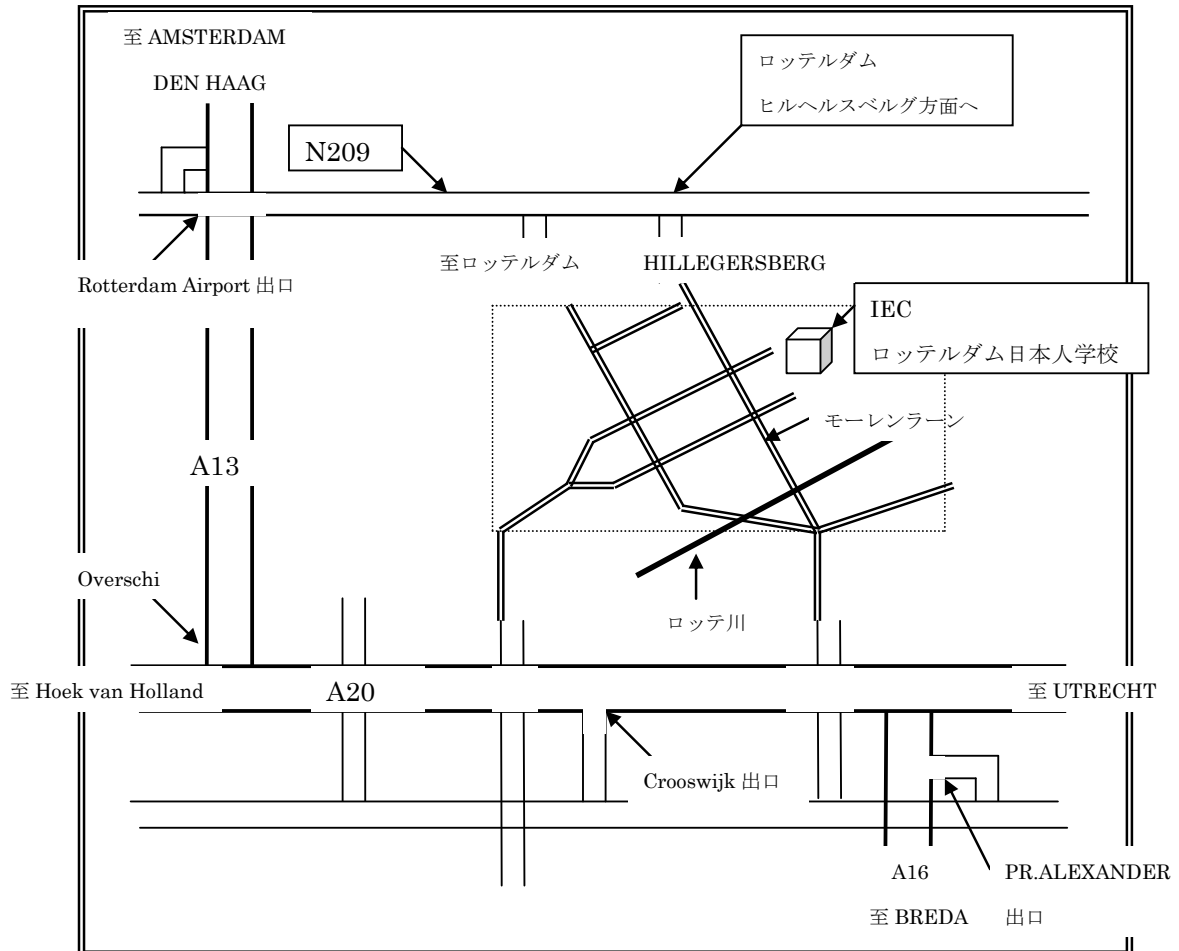 至 AMSTERDAM
DEN HAAG
ロッテルダム
ヒルヘルスベルグ方面へ
N209
至ロッテルダム
HILLEGERSBERG
Rotterdam Airport 出口
IEC
ロッテルダム日本人学校
モーレンラーン
A13
Overschi
ロッテ川
至 Hoek van Holland
A20
至 UTRECHT
Crooswijk 出口
A16
至 BREDA
PR.ALEXANDER
出口